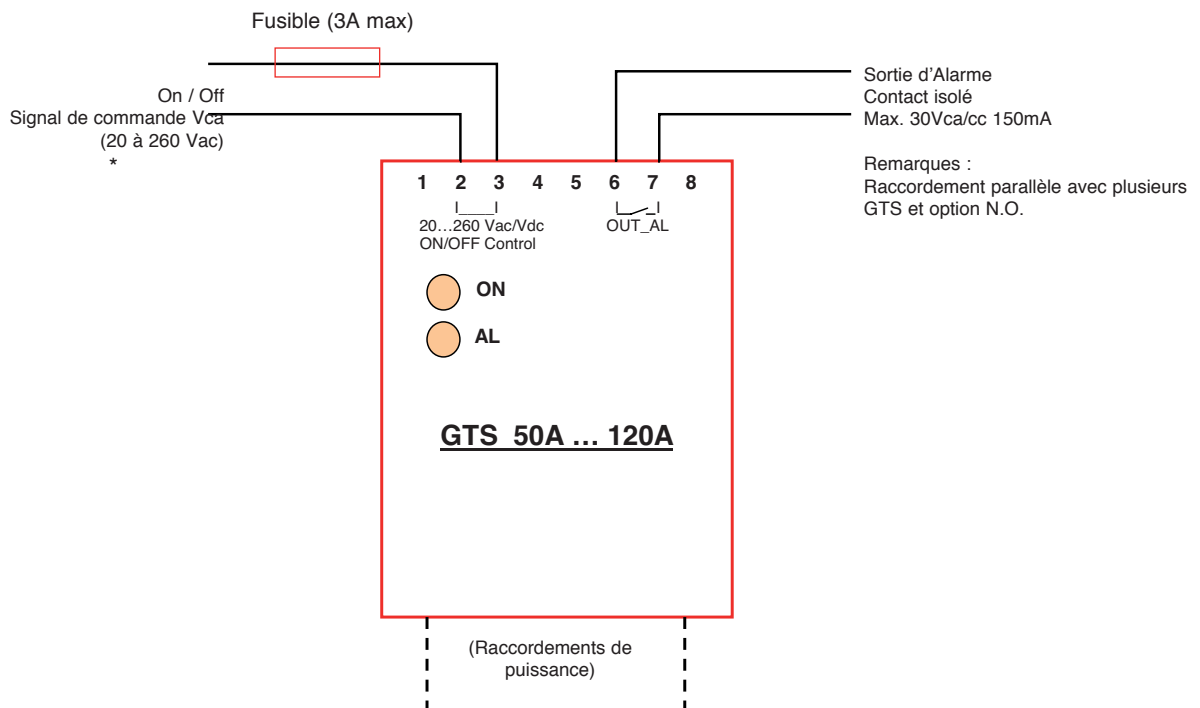 Fusible (3A max)
On / Off
Signal de commande Vca
(20 à 260 Vac)
*
Sortie d'Alarme
Contact isolé
Max. 30Vca/cc 150mA
Remarques :
Raccordement parallèle avec plusieurs
GTS et option N.O.
1 2 3 4 5 6 7 8
20...260 Vac/Vdc
ON/OFF Control
OUT_AL
ON
AL
GTS 50A ... 120A
(Raccordements de
puissance)